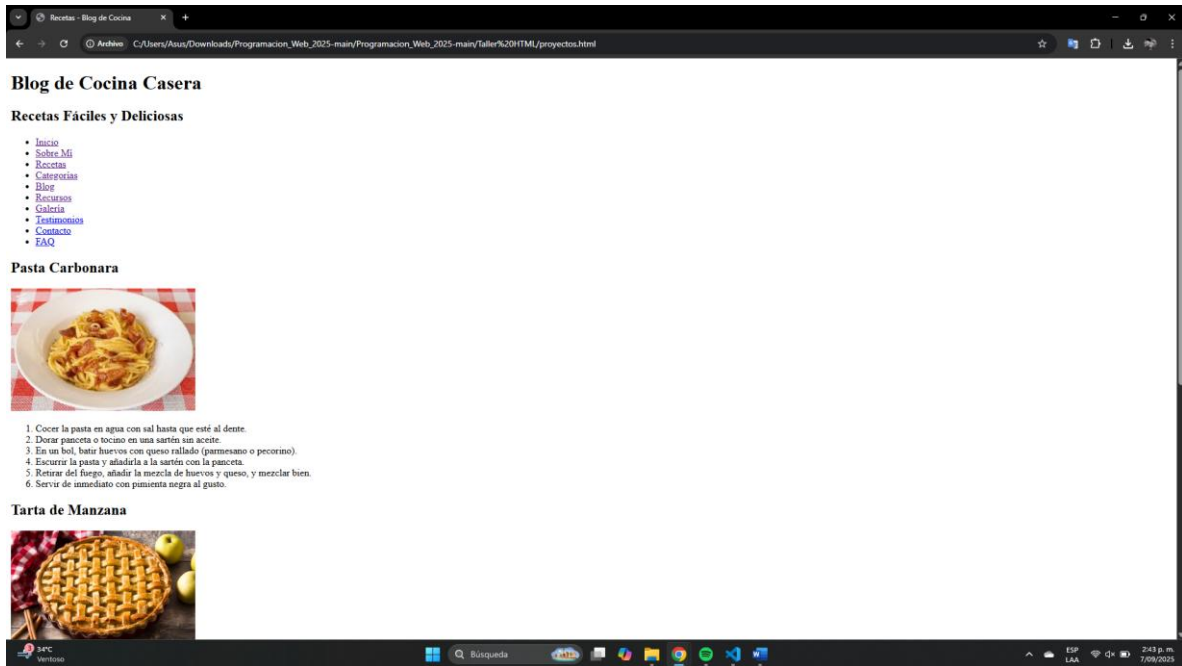 Recetas - Blog de Cocina
Archivo C:/Users/Asus/Downloads/Programacion_Web_2025-main/Programacion_Web_2025-main/Taller%20HTML/proyectos.html
Blog de Cocina Casera
Recetas Fáciles y Deliciosas
Inicio
Sobre Mí
Recetas
Categorías
Blog
Recursos
Galería
Testimonios
Contacto
FAQ
Pasta Carbonara
1. Cocer la pasta en agua con sal hasta que esté al dente.
2. Dorar panceta o tocino en una sartén sin aceite.
3. En un bol, batir huevos con queso rallado (parmesano o pecorino).
4. Escurrir la pasta y añadirla a la sartén con la panceta.
5. Retirar del fuego, añadir la mezcla de huevos y queso, y mezclar bien.
6. Servir de inmediato con pimienta negra al gusto.
Tarta de Manzana
34°C
Ventoso
Búsqueda
ESP
LAA
2:43 p. m.
7/09/2025